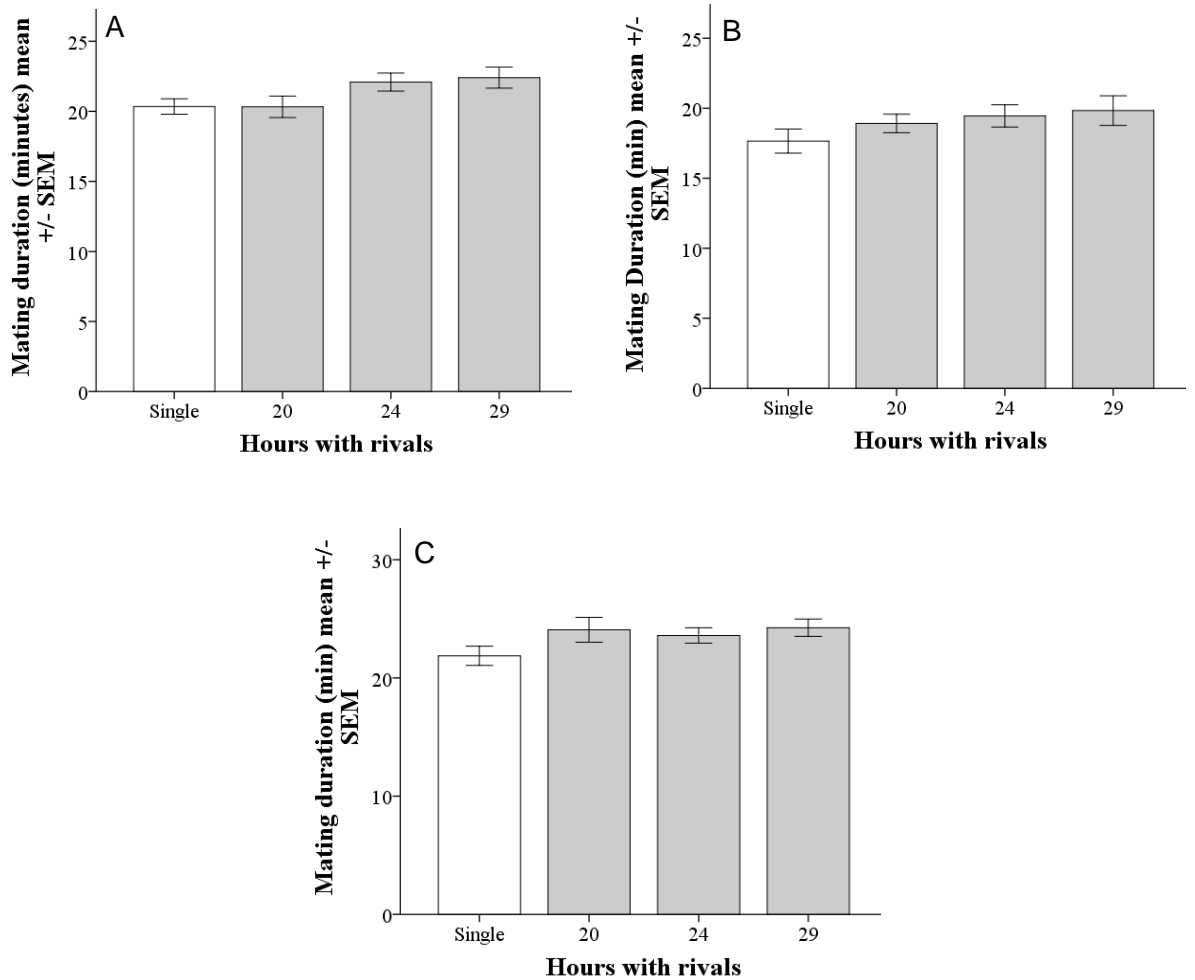 A
Mating duration (minutes) mean
+/- SEM
25
20
15
10
5
0
Single 20 24 29
Hours with rivals
B
Mating Duration (min) mean +/-
SEM
25
20
15
10
5
0
Single 20 24 29
Hours with rivals
C
Mating duration (min) mean +/-
SEM
30
20
10
0
Single 20 24 29
Hours with rivals